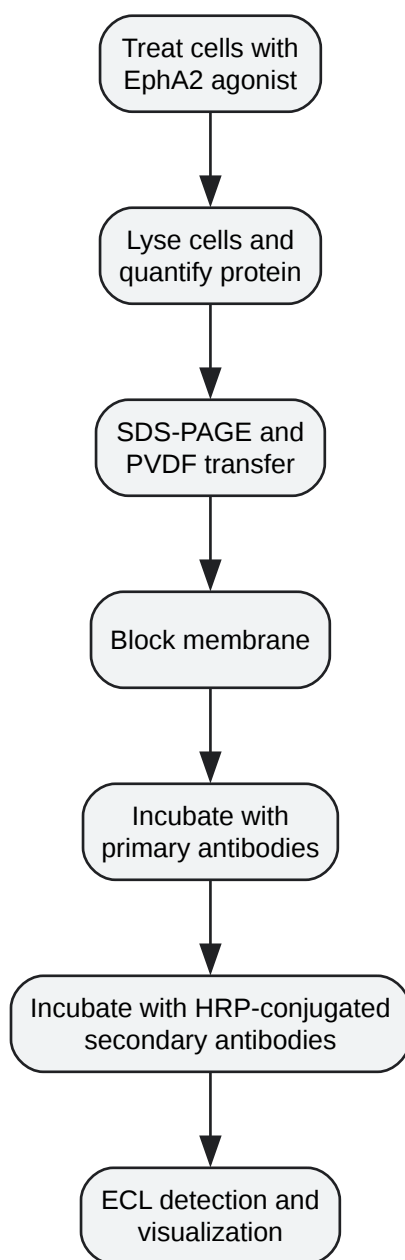 Treat cells with
EphA2 agonist
Lyse cells and
quantify protein
SDS-PAGE and
PVDF transfer
Block membrane
Incubate with
primary antibodies
Incubate with HRP-conjugated
secondary antibodies
ECL detection and
visualization